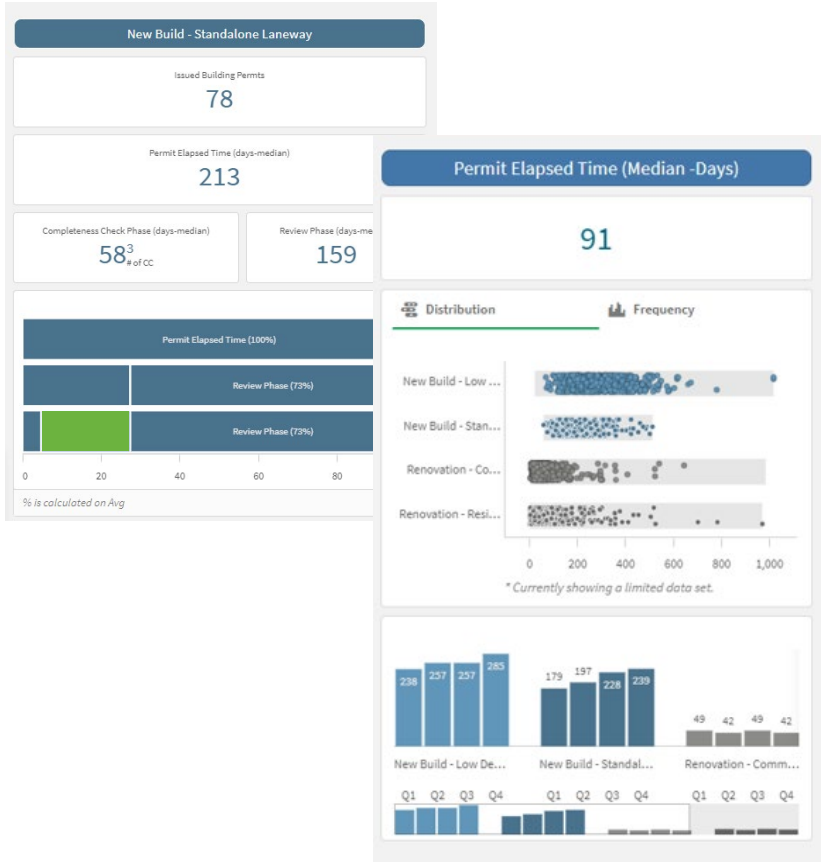 New Build - Standalone Laneway
Issued Building Permts
78
Permit Elapsed Time (days-median)
213
Completeness Check Phase (days-median)
58 3
# of CC
Review Phase (days-me
159
Permit Elapsed Time (100%)
Review Phase (73%)
Review Phase (73%)
0 20 40 60 80
% is calculated on Avg
Permit Elapsed Time (Median -Days)
91
Distribution Frequency
New Build - Low ...
New Build - Stan...
Renovation - Co...
Renovation - Resi...
0 200 400 600 800 1,000
* Currently showing a limited data set.
238 257 257 285 179 197 228 239 49 42 49 42
New Build - Low De... New Build - Standal... Renovation - Comm...
Q1 Q2 Q3 Q4 Q1 Q2 Q3 Q4 Q1 Q2 Q3 Q4